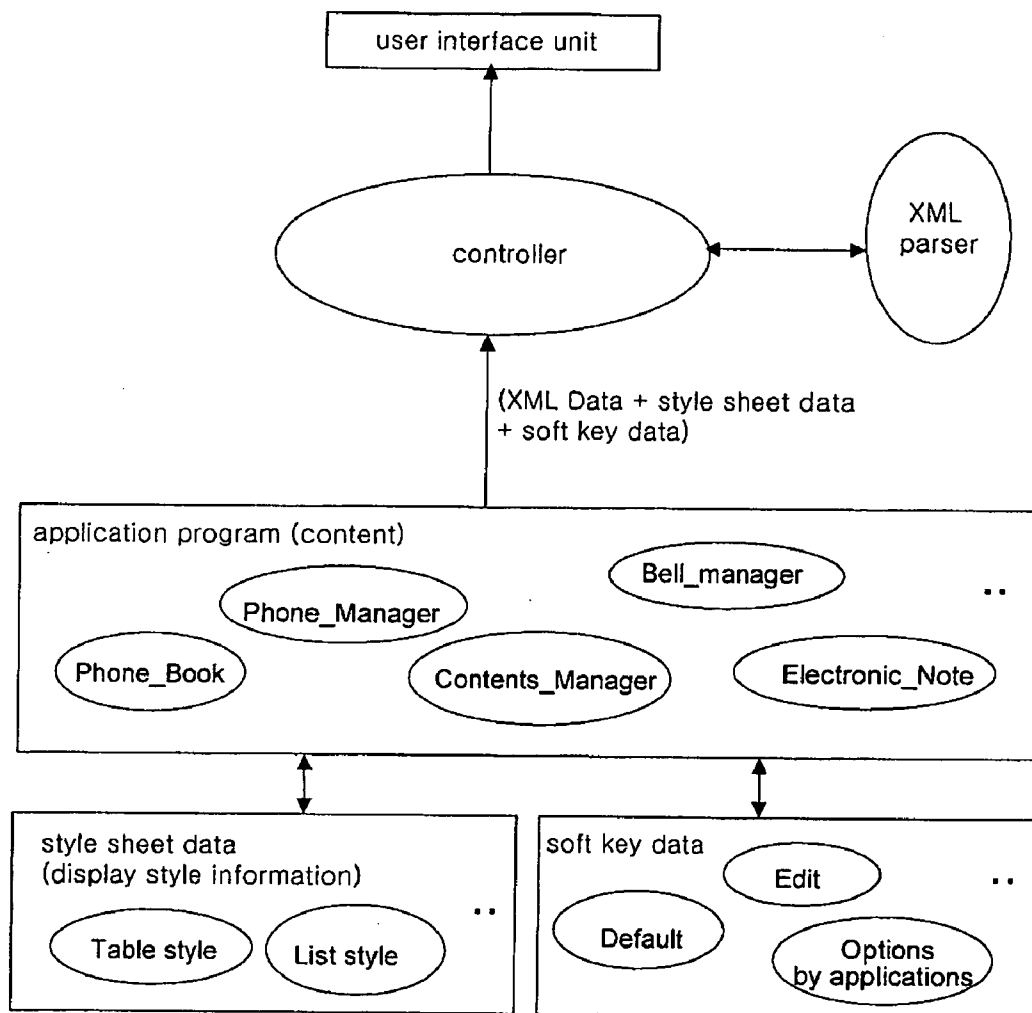 user interface unit
controller
XML
parser
(XML Data + style sheet data
+ soft key data)
application program (content)
Bell_manager
..
Phone_Manager
Phone_Book
Contents_Manager
Electronic_Note
style sheet data
(display style information)
..
Table style
List style
soft key data
Edit
..
Default
Options
by applications